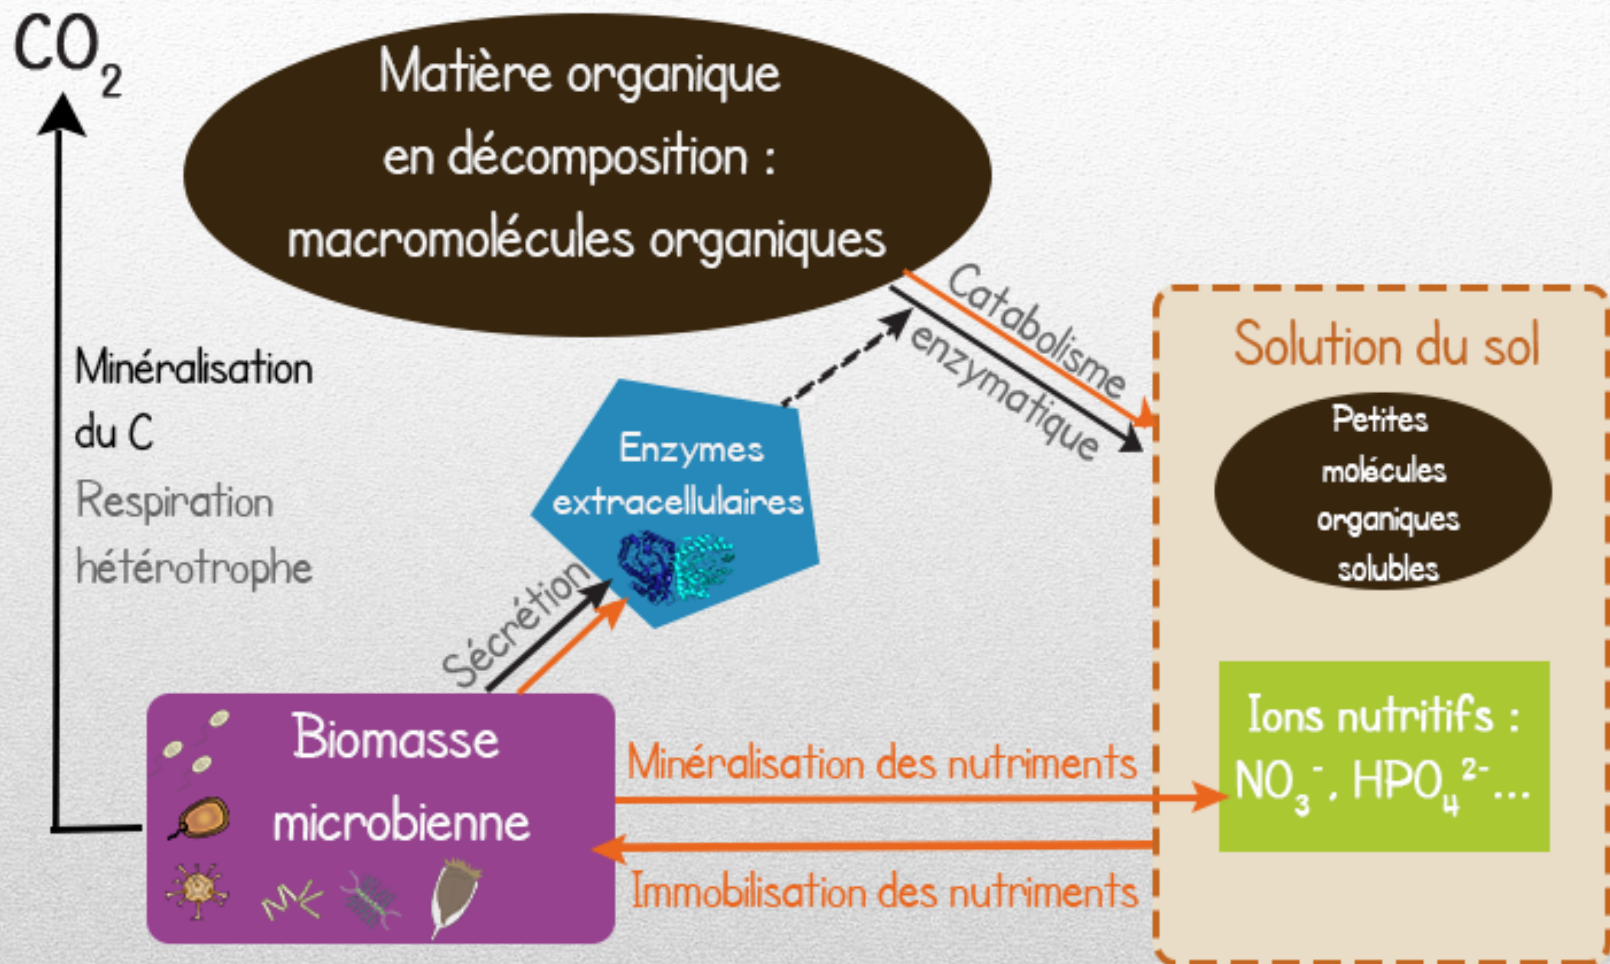 CO₂
Matière organique
en décomposition :
macromolécules organiques
Catabolisme
enzymatique
Solution du sol
Petites
molécules
organiques
solubles
Minéralisation
du C
Respiration
hétérotrophe
Enzymes
extracellulaires
Sécrétion
Biomasse
microbienne
Minéralisation des nutriments
Immobilisation des nutriments
Ions nutritifs :
NO₃⁻, HPO₄²⁻...